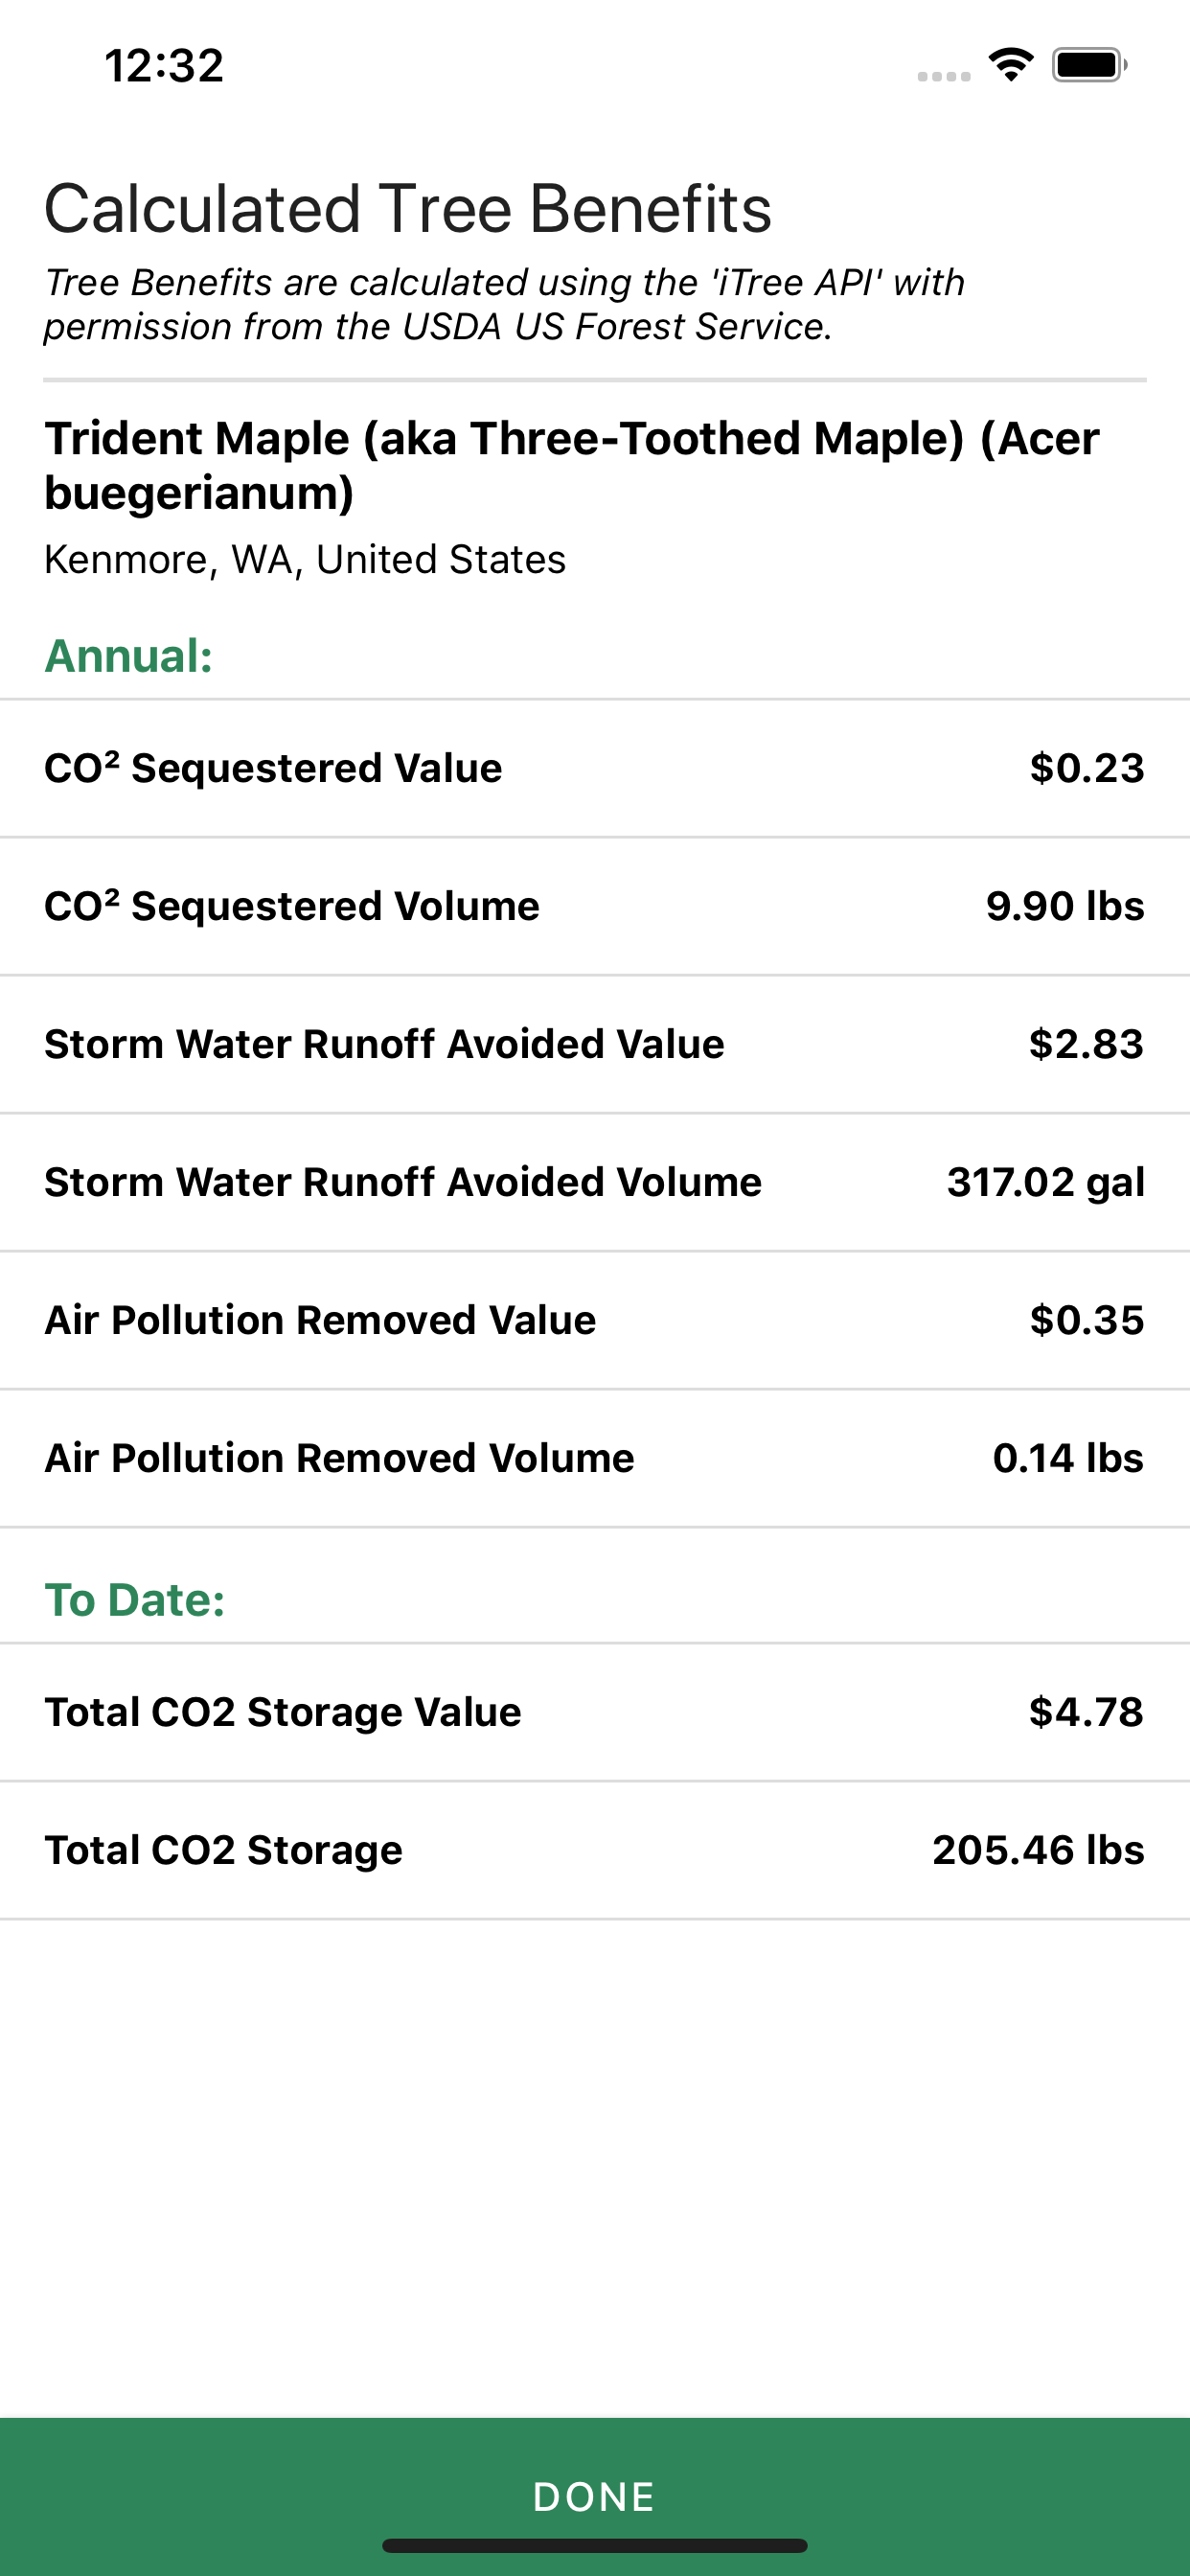 12:32
Calculated Tree Benefits
Tree Benefits are calculated using the 'iTree API' with
permission from the USDA US Forest Service.
Trident Maple (aka Three-Toothed Maple) (Acer
buegerianum)
Kenmore, WA, United States
Annual:
CO² Sequestered Value $0.23
CO² Sequestered Volume 9.90 lbs
Storm Water Runoff Avoided Value $2.83
Storm Water Runoff Avoided Volume 317.02 gal
Air Pollution Removed Value $0.35
Air Pollution Removed Volume 0.14 lbs
To Date:
Total CO2 Storage Value $4.78
Total CO2 Storage 205.46 lbs
DONE